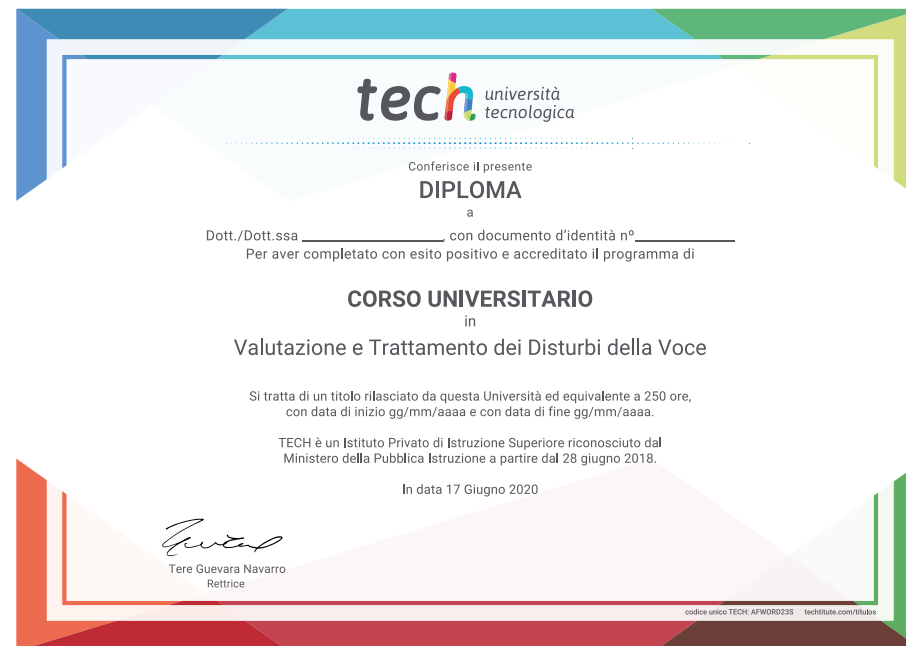 tech università
tecnologica
Conferisce il presente
DIPLOMA
a
Dott./Dott.ssa ____________________, con documento d'identità nº______________
Per aver completato con esito positivo e accreditato il programma di
CORSO UNIVERSITARIO
in
Valutazione e Trattamento dei Disturbi della Voce
Si tratta di un titolo rilasciato da questa Università ed equivalente a 250 ore,
con data di inizio gg/mm/aaaa e con data di fine gg/mm/aaaa.
TECH è un Istituto Privato di Istruzione Superiore riconosciuto dal
Ministero della Pubblica Istruzione a partire dal 28 giugno 2018.
In data 17 Giugno 2020
Tere Guevara Navarro
Rettrice
codice unico TECH: AFWORD23S techtitute.com/títulos